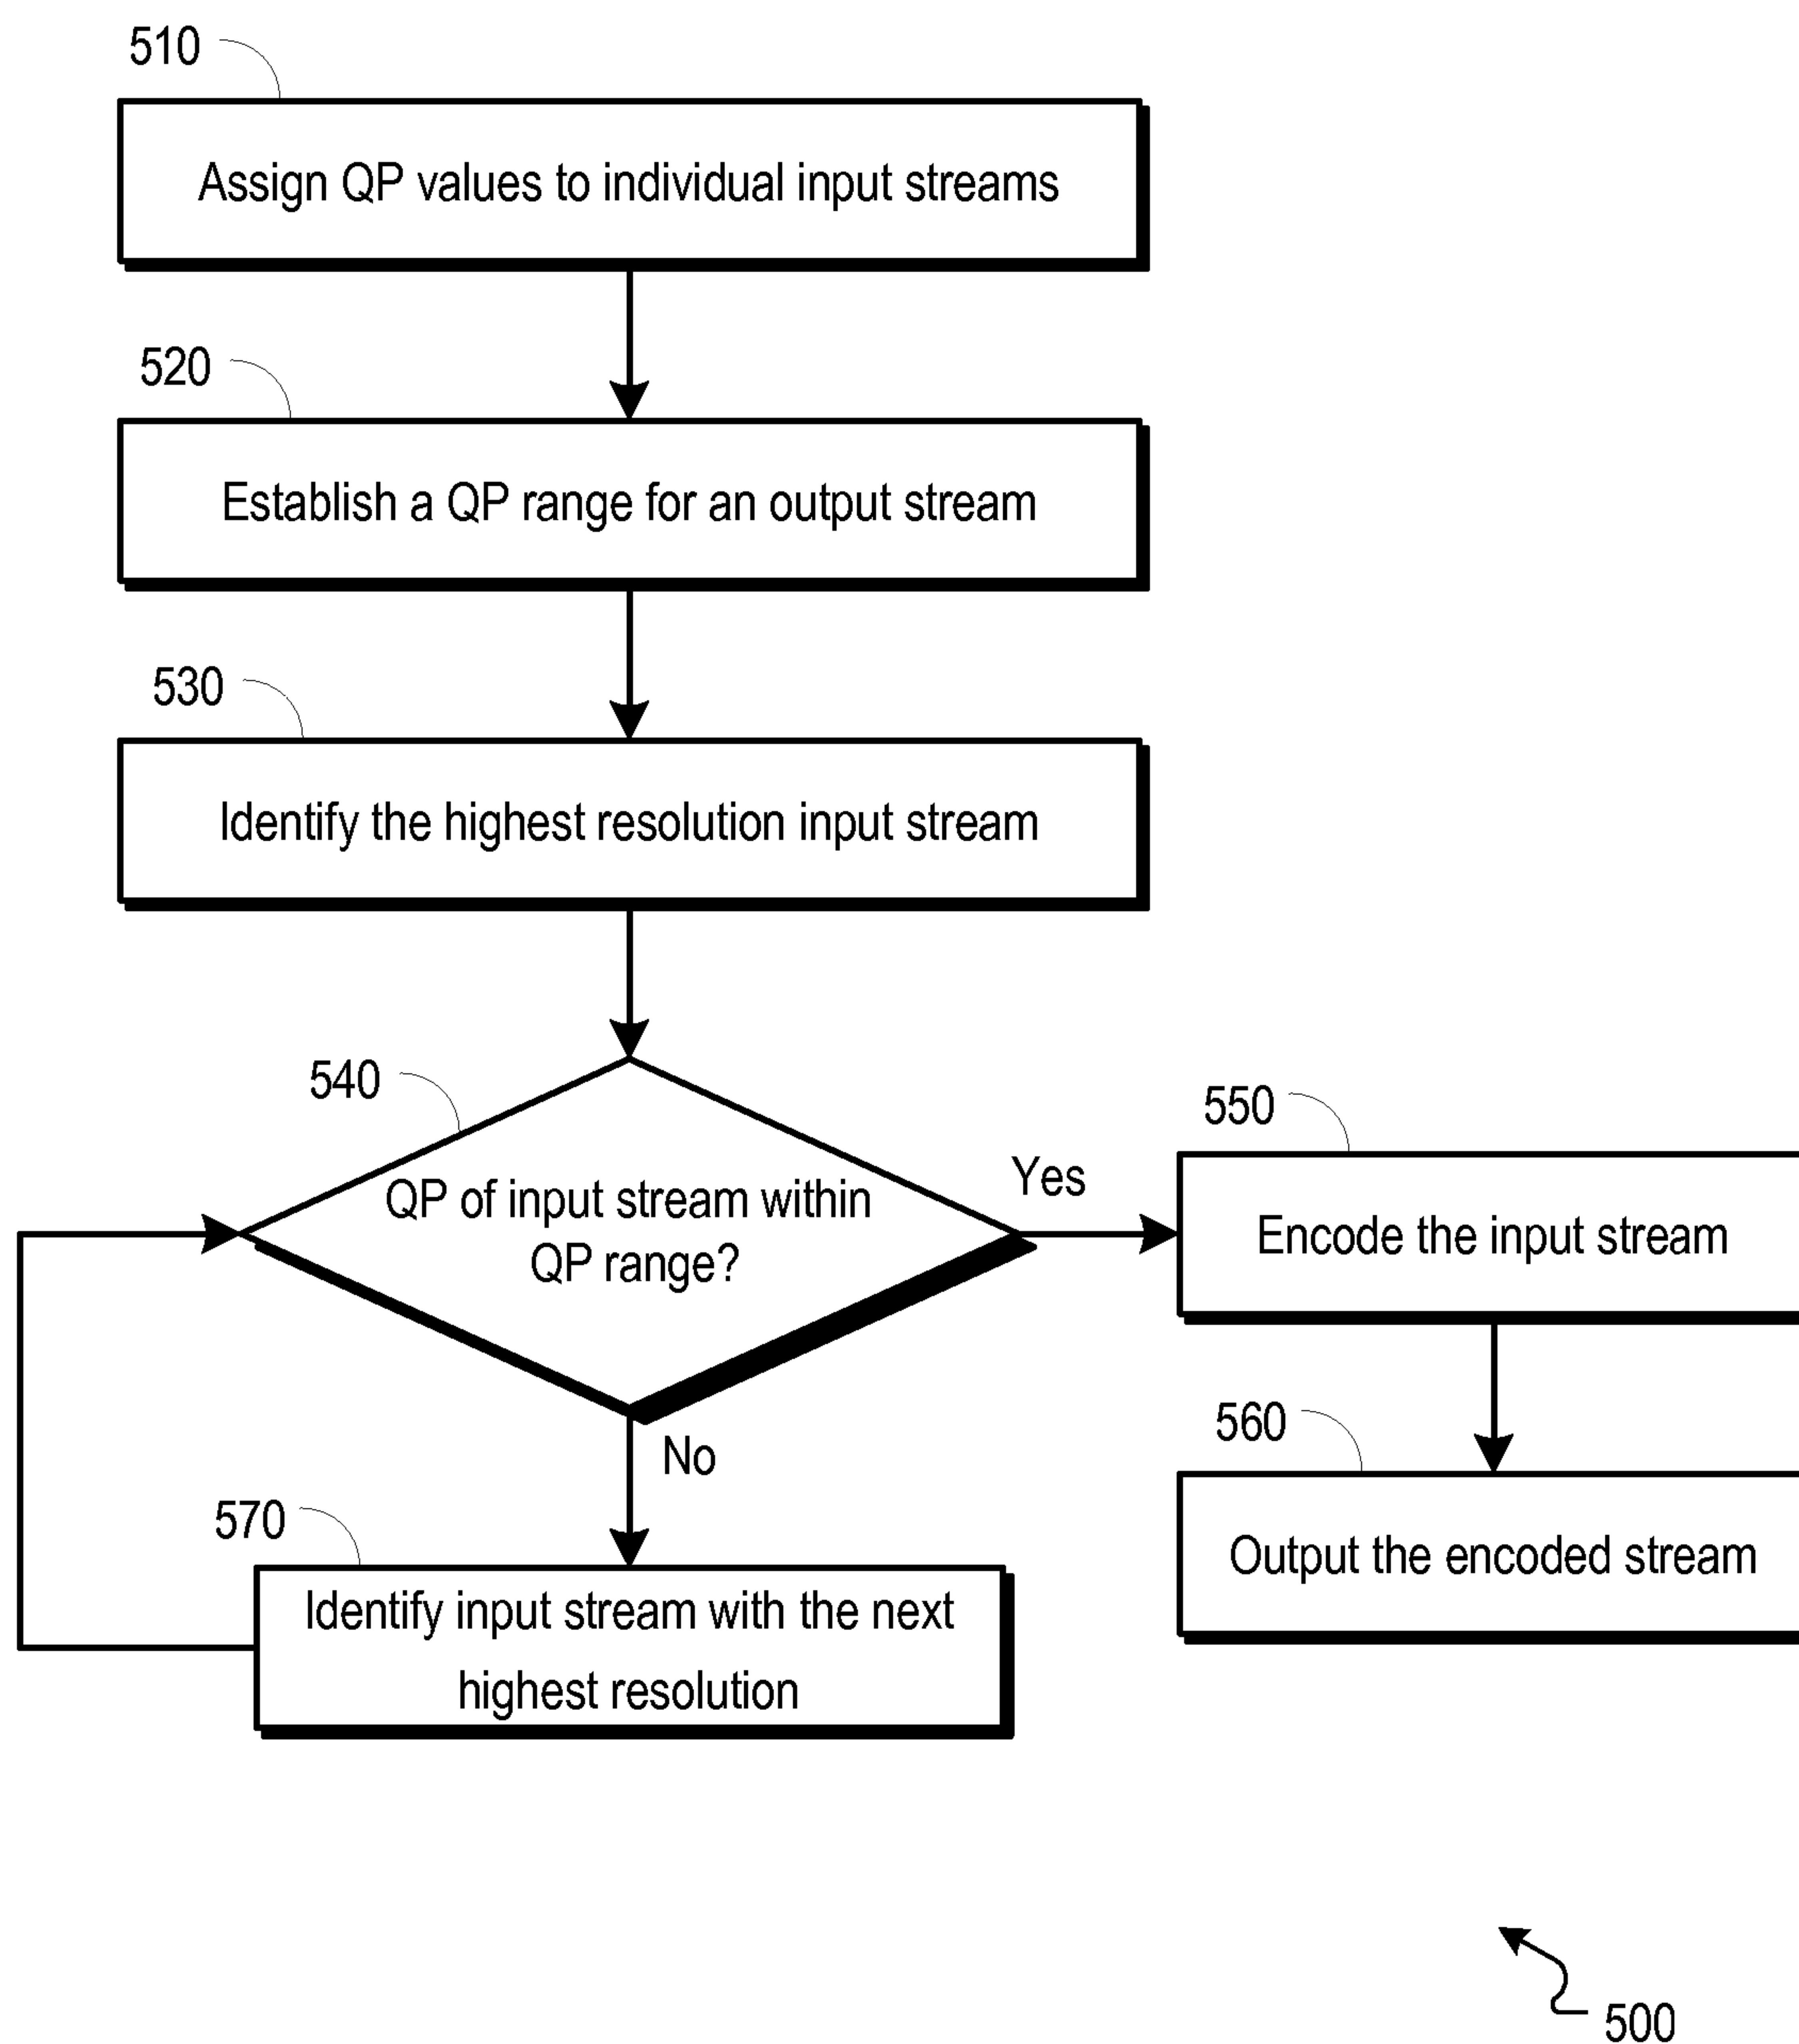 510
Assign QP values to individual input streams
520
Establish a QP range for an output stream
530
Identify the highest resolution input stream
540
QP of input stream within
QP range?
Yes
550
Encode the input stream
560
Output the encoded stream
No
570
Identify input stream with the next
highest resolution
500